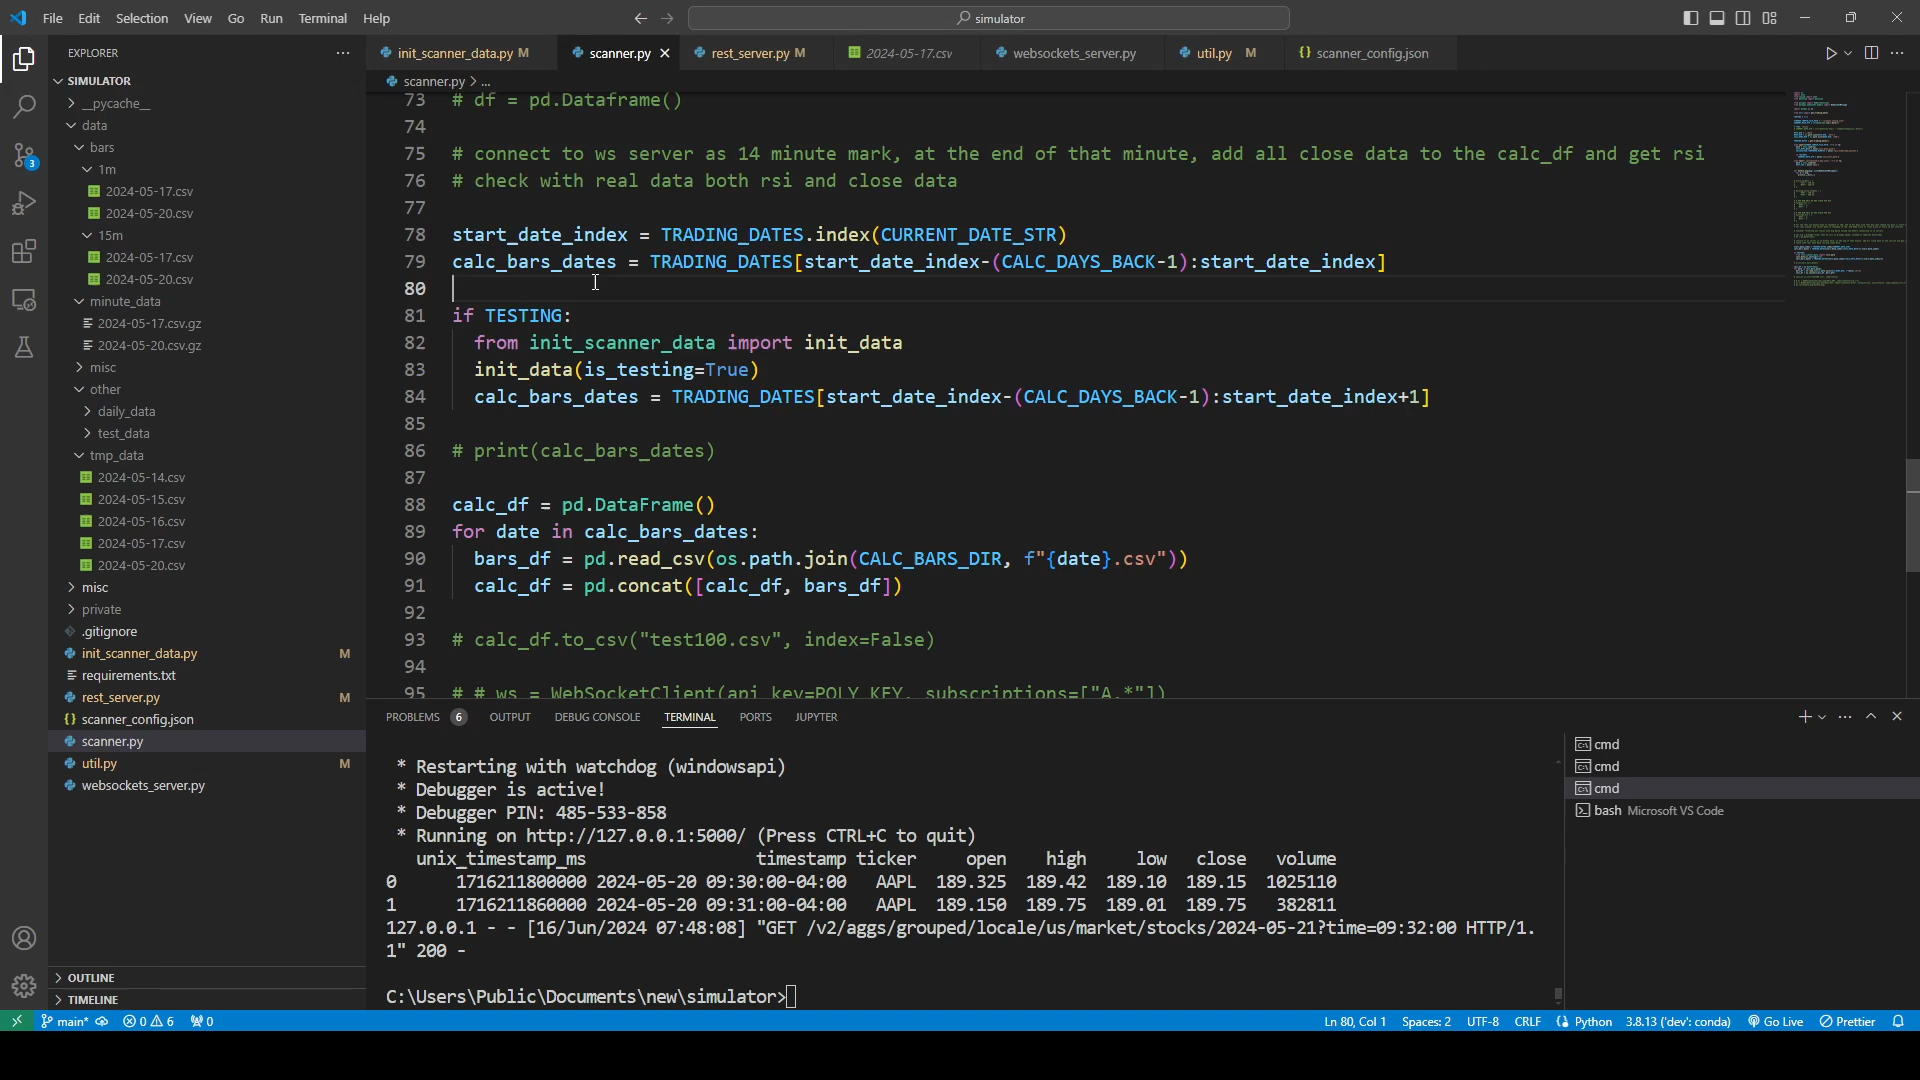 File Edit Selection View Go Run Terminal Help
simulator
EXPLORER
SIMULATOR
__pycache__
data
bars
1m
2024-05-17.csv
2024-05-20.csv
15m
2024-05-17.csv
2024-05-20.csv
minute_data
2024-05-17.csv.gz
2024-05-20.csv.gz
misc
other
daily_data
test_data
tmp_data
2024-05-14.csv
2024-05-15.csv
2024-05-16.csv
2024-05-17.csv
2024-05-20.csv
misc
private
.gitignore
init_scanner_data.py M
requirements.txt
rest_server.py M
scanner_config.json
scanner.py
util.py M
websockets_server.py
OUTLINE
TIMELINE
3
init_scanner_data.py M scanner.py rest_server.py M 2024-05-17.csv websockets_server.py util.py M scanner_config.json
scanner.py > ...
73 # df = pd.Dataframe()
74
75 # connect to ws server as 14 minute mark, at the end of that minute, add all close data to the calc_df and get rsi
76 # check with real data both rsi and close data
77
78 start_date_index = TRADING_DATES.index(CURRENT_DATE_STR)
79 calc_bars_dates = TRADING_DATES[start_date_index-(CALC_DAYS_BACK-1):start_date_index]
80
81 if TESTING:
82 from init_scanner_data import init_data
83 init_data(is_testing=True)
84 calc_bars_dates = TRADING_DATES[start_date_index-(CALC_DAYS_BACK-1):start_date_index+1]
85
86 # print(calc_bars_dates)
87
88 calc_df = pd.DataFrame()
89 for date in calc_bars_dates:
90 bars_df = pd.read_csv(os.path.join(CALC_BARS_DIR, f"{date}.csv"))
91 calc_df = pd.concat([calc_df, bars_df])
92
93 # calc_df.to_csv("test100.csv", index=False)
94
95 # # ws = WebSocketClient(api_key=POLY_KEY, subscriptions=["A.*"])
PROBLEMS 6 OUTPUT DEBUG CONSOLE TERMINAL PORTS JUPYTER
* Restarting with watchdog (windowsapi)
* Debugger is active!
* Debugger PIN: 485-533-858
* Running on http://127.0.0.1:5000/ (Press CTRL+C to quit)
unix_timestamp_ms timestamp ticker open high low close volume
0 1716211800000 2024-05-20 09:30:00-04:00 AAPL 189.325 189.42 189.10 189.15 1025110
1 1716211860000 2024-05-20 09:31:00-04:00 AAPL 189.150 189.75 189.01 189.75 382811
127.0.0.1 - - [16/Jun/2024 07:48:08] "GET /v2/aggs/grouped/locale/us/market/stocks/2024-05-21?time=09:32:00 HTTP/1.
1" 200 -
C:\Users\Public\Documents\new\simulator>
cmd
cmd
cmd
bash Microsoft VS Code
main* 0 6 0 Ln 80, Col 1 Spaces: 2 UTF-8 CRLF Python 3.8.13 ('dev': conda) Go Live Prettier